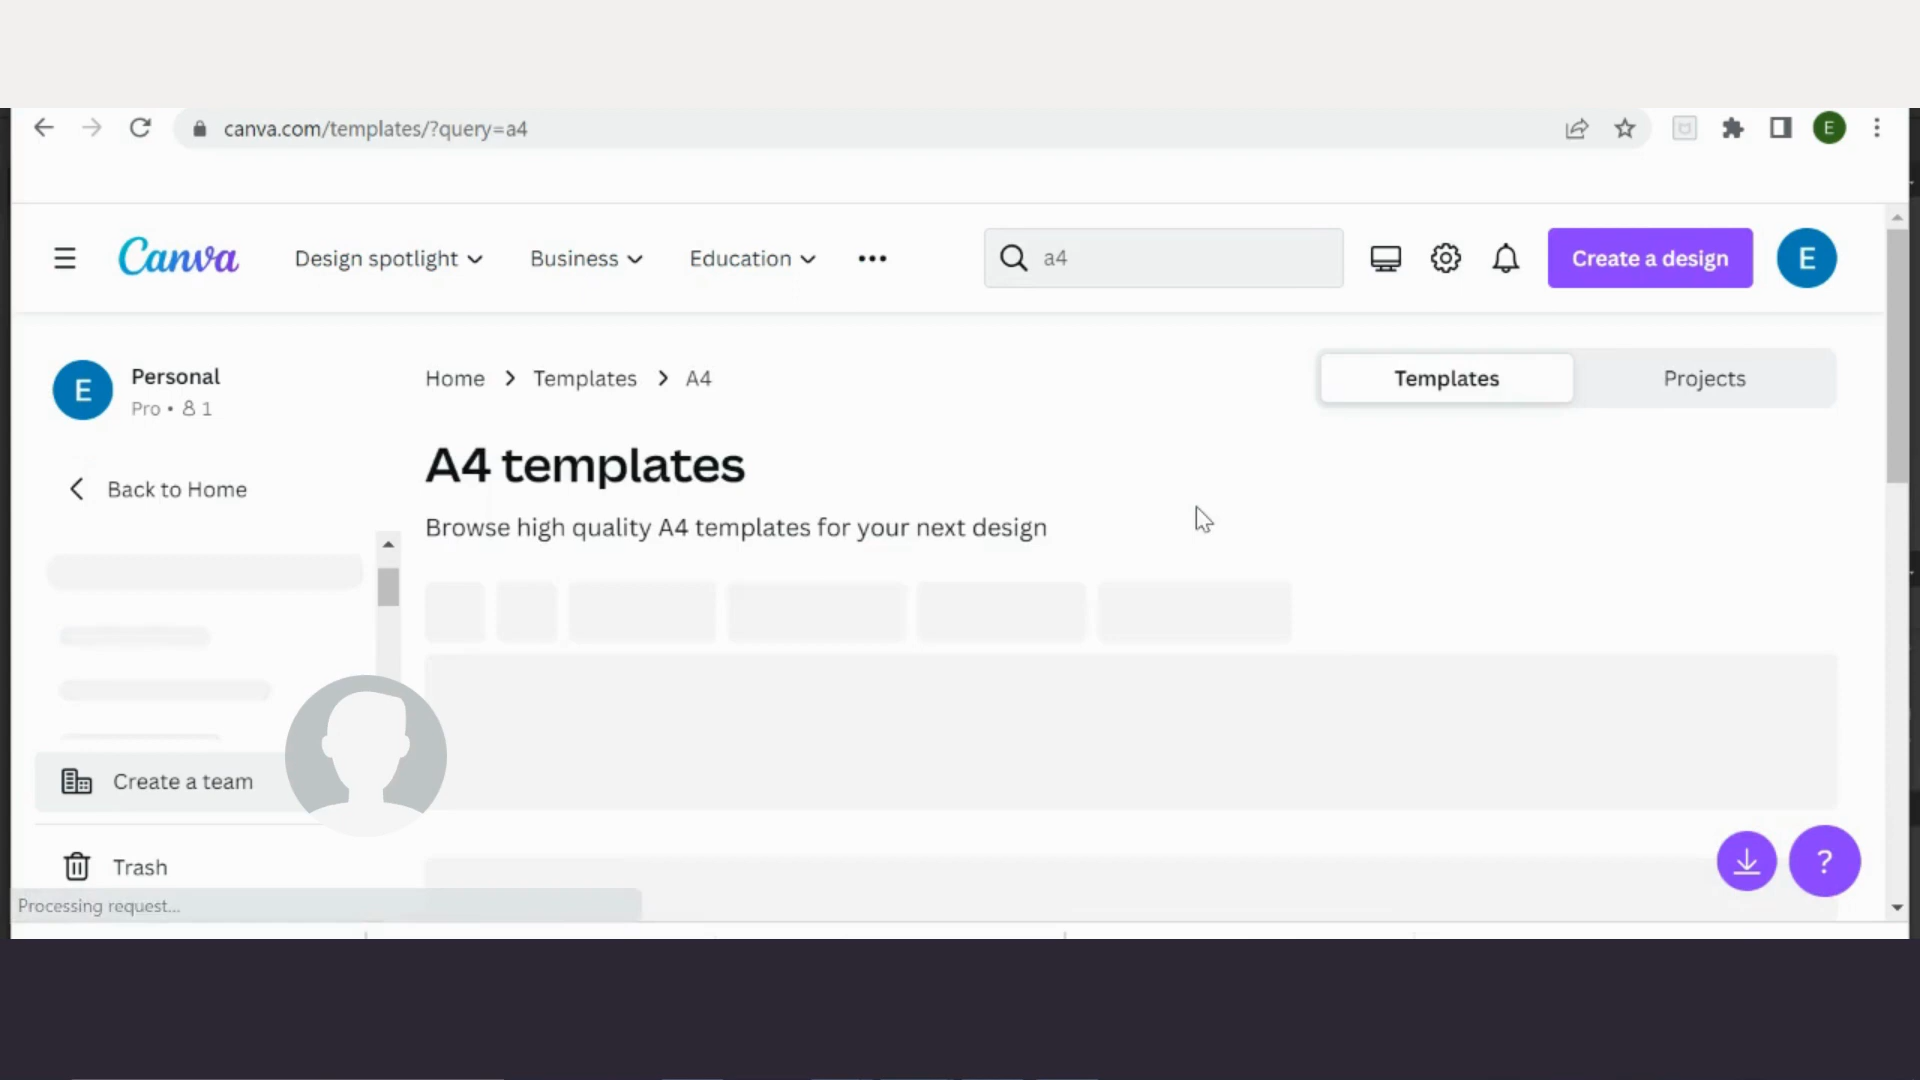 canva.com/templates/?query=a4
E
Canva
Design spotlight
Business
Education
a4
Create a design
E
E
Personal
Pro • 1
Home > Templates > A4
Templates
Projects
A4 templates
Back to Home
Browse high quality A4 templates for your next design
Create a team
Trash
?
Processing request...